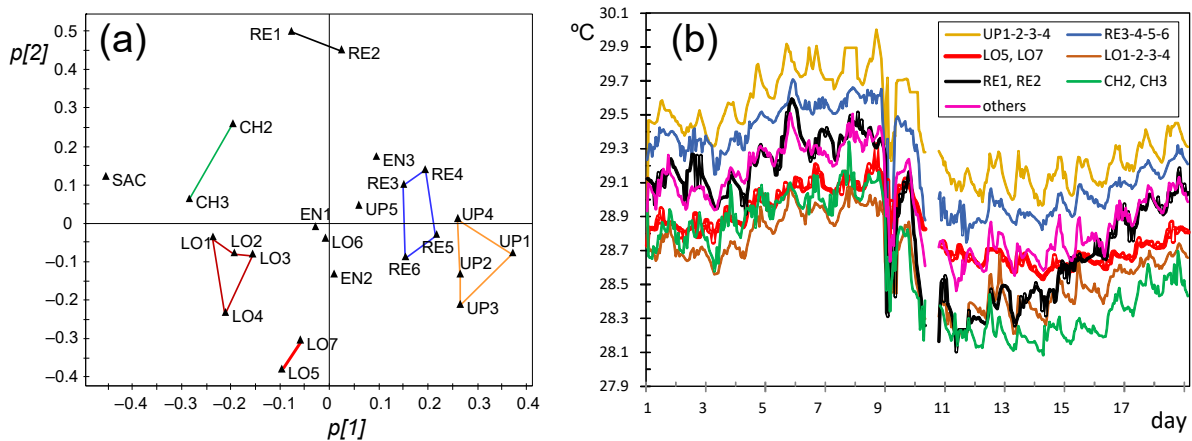 (a)
p[2]
0.5
0.4
0.3
0.2
0.1
0
–0.1
–0.2
–0.3
–0.4
RE1
RE2
CH2
SAC
CH3
EN3
RE3
RE4
UP5
EN1
UP4
LO1
LO2
LO6
RE5
UP1
LO3
RE6
EN2
UP2
LO4
UP3
LO7
LO5
–0.4
–0.3
–0.2
–0.1
0
0.1
0.2
0.3
0.4
p[1]
(b)
ºC
30.1
29.9
29.7
29.5
29.3
29.1
28.9
28.7
28.5
28.3
28.1
27.9
UP1-2-3-4
RE3-4-5-6
LO5, LO7
LO1-2-3-4
RE1, RE2
CH2, CH3
others
1
3
5
7
9
11
13
15
17
day